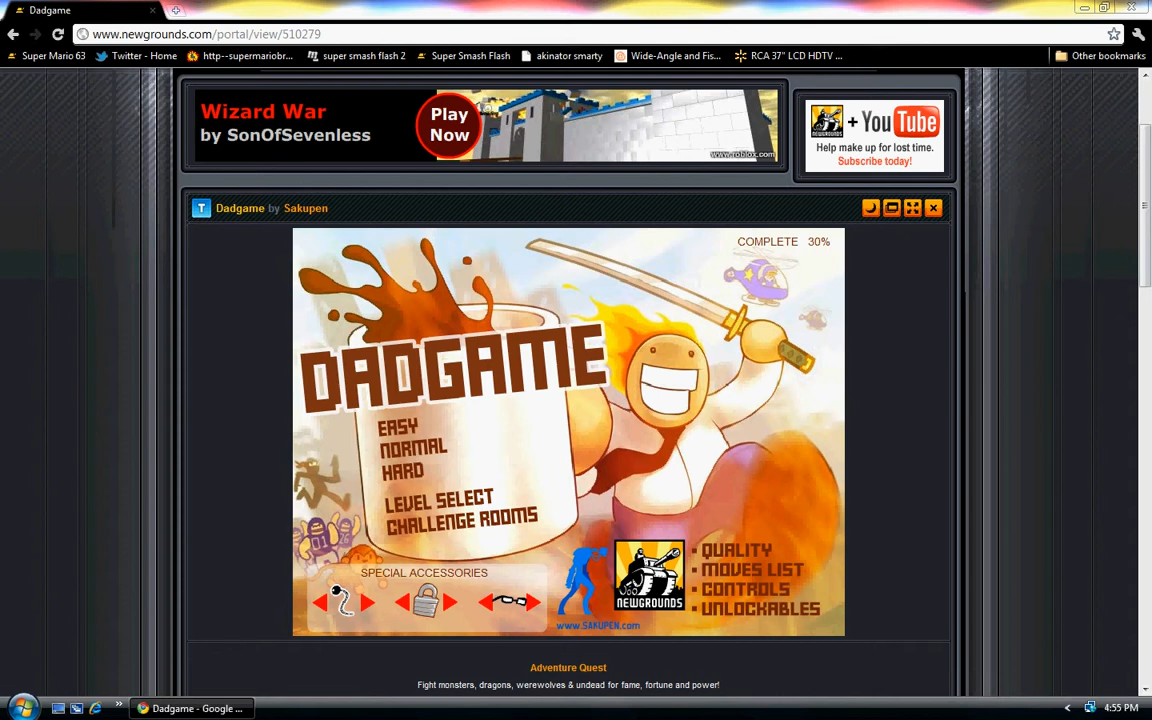 Dadgame
www.newgrounds.com/portal/view/510279
Super Mario 63
Twitter - Home
http--supermariobr...
super smash flash 2
Super Smash Flash
akinator smarty
Wide-Angle and Fis...
RCA 37" LCD HDTV ...
Other bookmarks
Wizard War
by SonOfSevenless
Play
Now
www.roblox.com
+ YouTube
Help make up for lost time.
Subscribe today!
T Dadgame by Sakupen
COMPLETE 30%
DADGAME
EASY
NORMAL
HARD
LEVEL SELECT
CHALLENGE ROOMS
SPECIAL ACCESSORIES
www.SAKUPEN.com
NEWGROUNDS
QUALITY
MOVES LIST
CONTROLS
UNLOCKABLES
Adventure Quest
Fight monsters, dragons, werewolves & undead for fame, fortune and power!
Dadgame - Google ...
4:55 PM